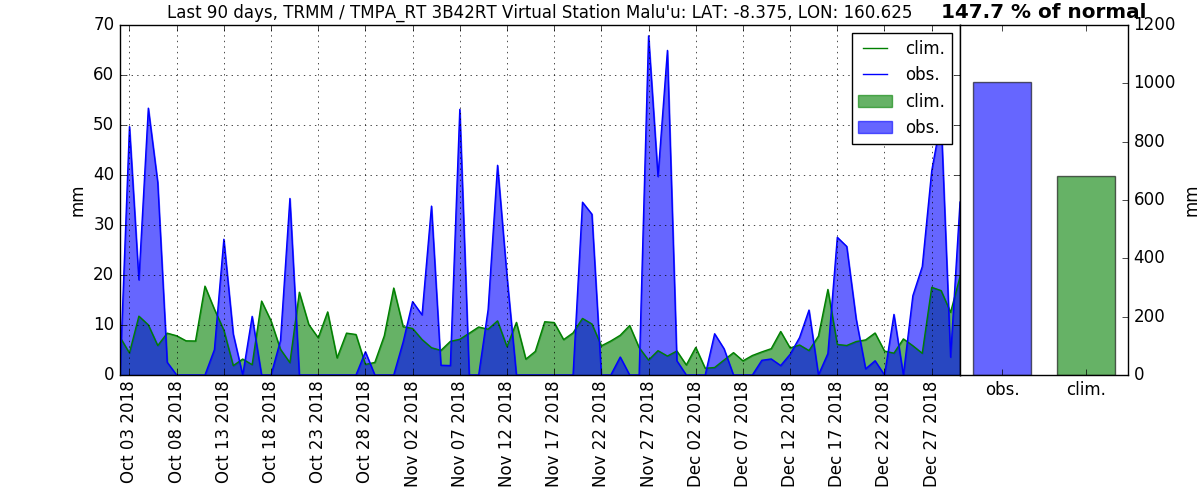 Last 90 days, TRMM / TMPA_RT 3B42RT Virtual Station Malu'u: LAT: -8.375, LON: 160.625
147.7 % of normal
70
60
50
40
30
20
10
0
mm
clim.
obs.
clim.
obs.
1200
1000
800
600
400
200
0
mm
Oct 03 2018
Oct 08 2018
Oct 13 2018
Oct 18 2018
Oct 23 2018
Oct 28 2018
Nov 02 2018
Nov 07 2018
Nov 12 2018
Nov 17 2018
Nov 22 2018
Nov 27 2018
Dec 02 2018
Dec 07 2018
Dec 12 2018
Dec 17 2018
Dec 22 2018
Dec 27 2018
obs.
clim.